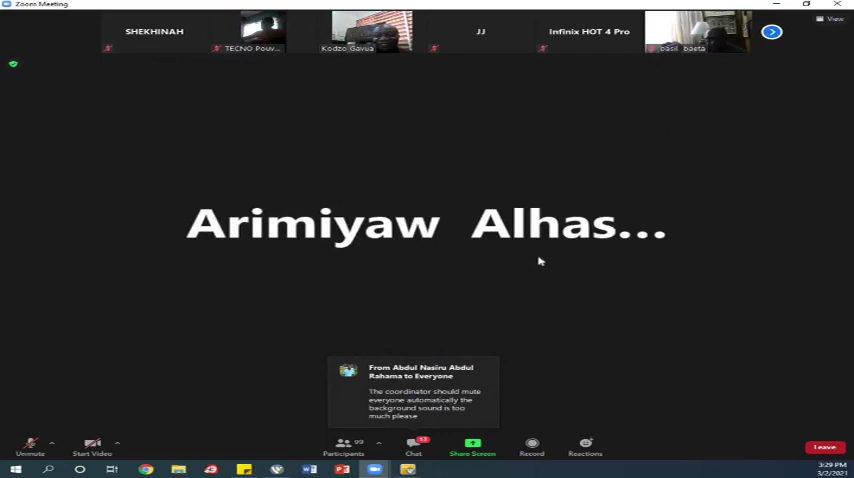 Zoom Meeting
View
SHEKHINAH
TECNO Pouv...
Kodzo Gavua
JJ
Infinix HOT 4 Pro
basil baeta
Arimiyaw Alhas...
From Abdul Nasiru Abdul
Rahama to Everyone
The coordinator should mute
everyone automatically the
background sound is too
much please
Unmute
Start Video
99
Participants
53
Chat
Share Screen
Record
Reactions
Leave
3:29 PM
3/2/2021